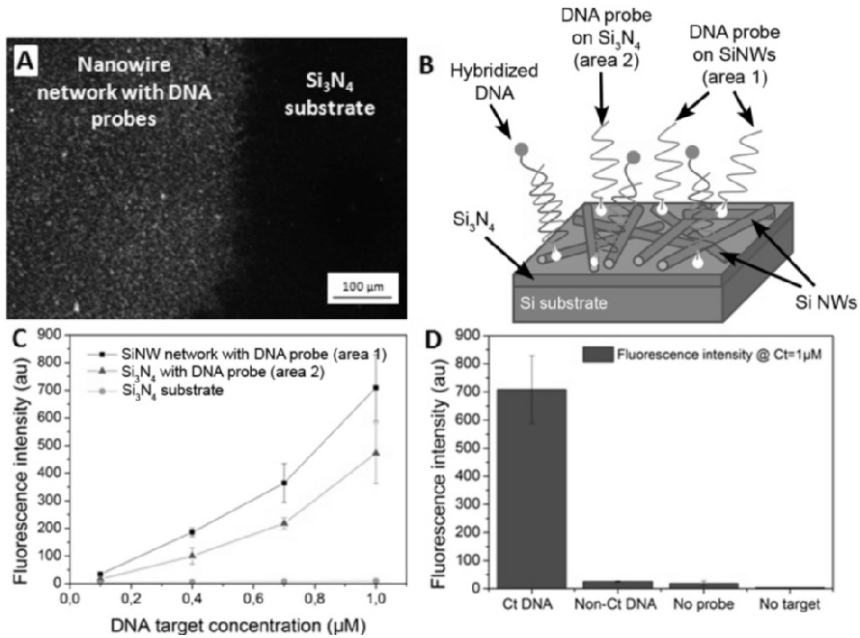 A
Nanowire
network with DNA
probes
Si3N4
substrate
100 µm
B
Hybridized
DNA
DNA probe
on Si3N4
(area 2)
DNA probe
on SiNWs
(area 1)
Si3N4
Si substrate
Si NWs
C
Fluorescence intensity (au)
900
800
700
600
500
400
300
200
100
0
SiNW network with DNA probe (area 1)
Si3N4 with DNA probe (area 2)
Si3N4 substrate
0,0
0,2
0,4
0,6
0,8
1,0
DNA target concentration (µM)
D
Fluorescence intensity (au)
900
800
700
600
500
400
300
200
100
0
Fluorescence intensity @ Ct=1µM
Ct DNA
Non-Ct DNA
No probe
No target